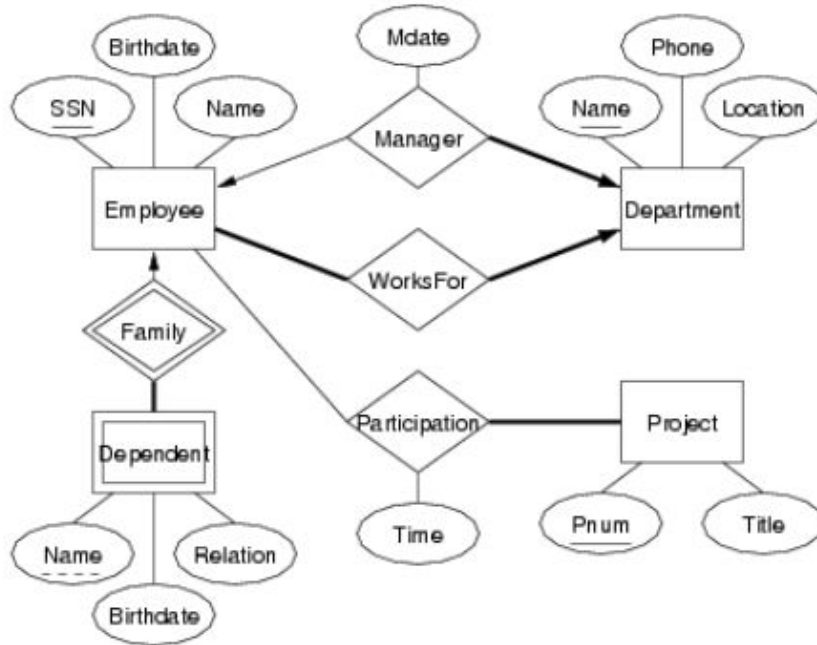 Birthdate
Mdate
Phone
SSN
Name
Name
Location
Manager
Employee
Department
WorksFor
Family
Participation
Project
Dependent
Name
Relation
Time
Pnum
Title
Birthdate